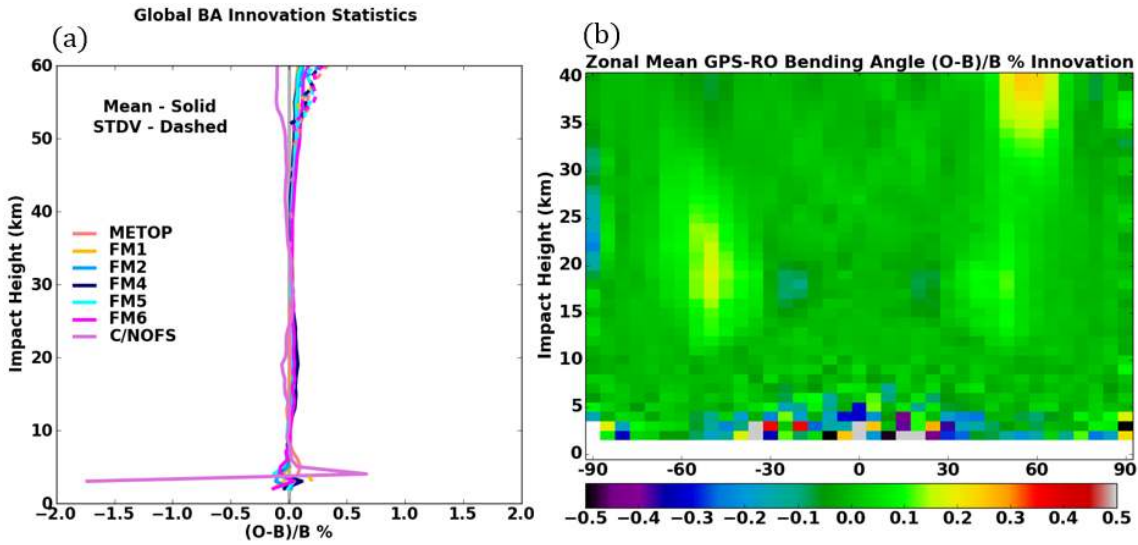 Global BA Innovation Statistics
(a)
60
50
40
30
20
10
0
Impact Height (km)
Mean - Solid
STDV - Dashed
METOP
FM1
FM2
FM4
FM5
FM6
C/NOFS
−2.0 −1.5 −1.0 −0.5 0.0 0.5 1.0 1.5 2.0
(O-B)/B %
(b)
Zonal Mean GPS-RO Bending Angle (O-B)/B % Innovation
40
35
30
25
20
15
10
5
0
Impact Height (km)
-90 -60 -30 0 30 60 90
−0.5 −0.4 −0.3 −0.2 −0.1 0.0 0.1 0.2 0.3 0.4 0.5